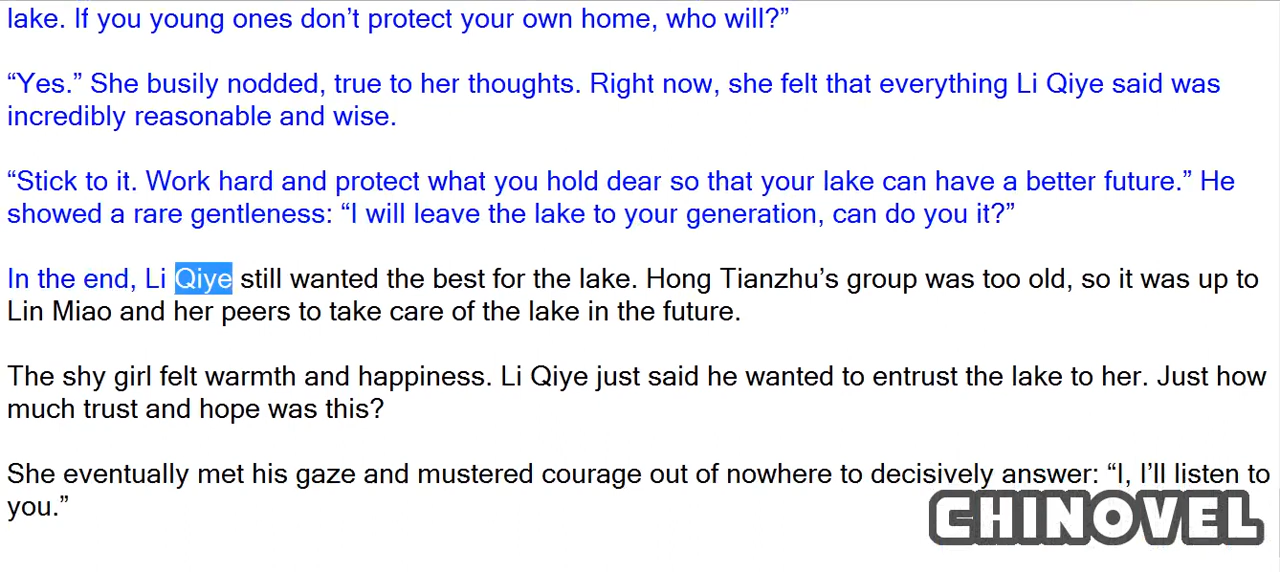 lake. If you young ones don’t protect your own home, who will?”
“Yes.” She busily nodded, true to her thoughts. Right now, she felt that everything Li Qiye said was
incredibly reasonable and wise.
“Stick to it. Work hard and protect what you hold dear so that your lake can have a better future.” He
showed a rare gentleness: “I will leave the lake to your generation, can do you it?”
In the end, Li Qiye still wanted the best for the lake. Hong Tianzhu’s group was too old, so it was up to
Lin Miao and her peers to take care of the lake in the future.
The shy girl felt warmth and happiness. Li Qiye just said he wanted to entrust the lake to her. Just how
much trust and hope was this?
She eventually met his gaze and mustered courage out of nowhere to decisively answer: “I, I’ll listen to
you.”
CHINOVEL